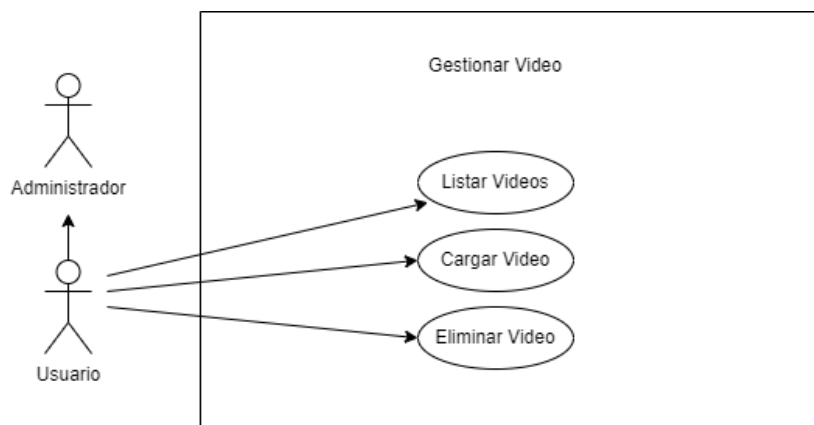 Gestionar Video
Administrador
Listar Videos
Cargar Video
Eliminar Video
Usuario